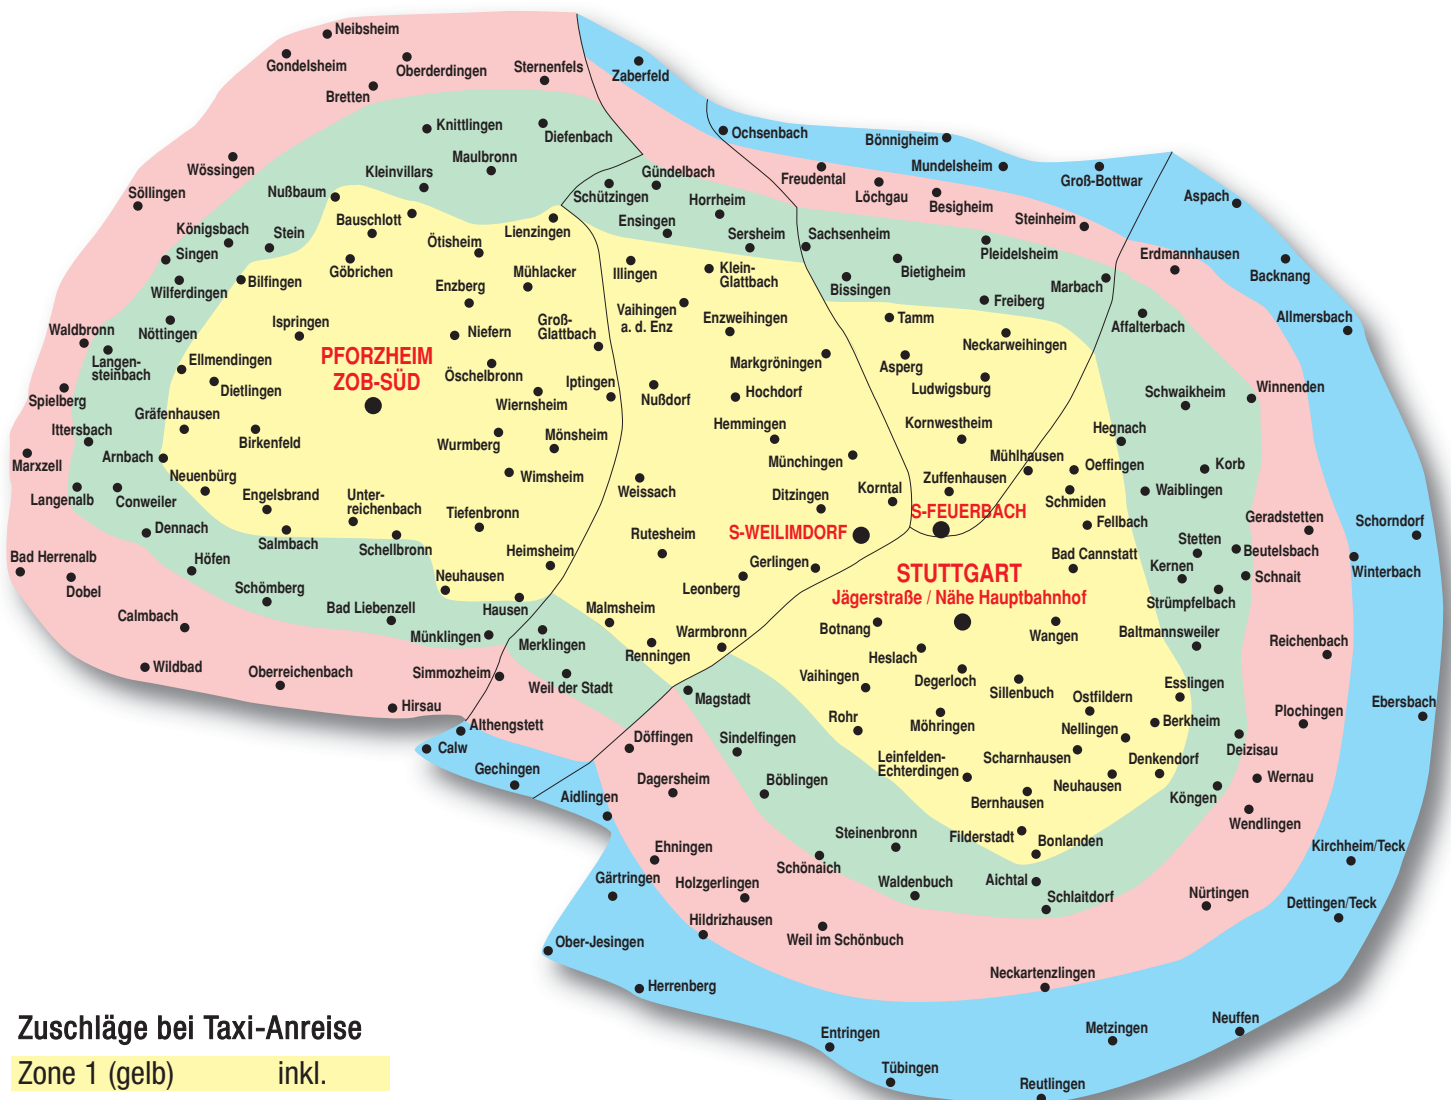 Neibsheim
Gondelsheim
Oberderdingen
Sternenfels
Bretten
Zaberfeld
Knittlingen
Diefenbach
Ochsenbach
Bönnigheim
Maulbronn
Wössingen
Kleinvillars
Gündelbach
Freudental
Mundelsheim
Groß-Bottwar
Söllingen
Nußbaum
Schützingen
Horrheim
Löchgau
Besigheim
Aspach
Bauschlott
Ensingen
Steinheim
Königsbach
Stein
Ötisheim
Lienzingen
Sersheim
Sachsenheim
Singen
Pleidelsheim
Erdmannhausen
Göbrichen
Mühlacker
Illingen
Klein-
Glattbach
Bietigheim
Backnang
Wilferdingen
Bilfingen
Enzberg
Bissingen
Marbach
Freiberg
Nöttingen
Ispringen
Niefern
Groß-
Glattbach
Vaihingen
a. d. Enz
Enzweihingen
Tamm
Affalterbach
Allmersbach
Waldbronn
Langen-
steinbach
Ellmendingen
PFORZHEIM
ZOB-SÜD
Neckarweihingen
Markgröningen
Asperg
Öschelbronn
Iptingen
Dietlingen
Ludwigsburg
Schwaikheim
Winnenden
Spielberg
Wiernsheim
Nußdorf
Hochdorf
Gräfenhausen
Ittersbach
Birkenfeld
Wurmberg
Mönsheim
Hemmingen
Kornwestheim
Hegnach
Marxzell
Arnbach
Münchingen
Mühlhausen
Oeffingen
Korb
Neuenbürg
Wimsheim
Zuffenhausen
Langenalb
Conweiler
Engelsbrand
Unter-
reichenbach
Weissach
Ditzingen
Korntal
Schmiden
Waiblingen
Dennach
Salmbach
Tiefenbronn
S-FEUERBACH
Fellbach
Geradstetten
Schorndorf
Schellbronn
Rutesheim
S-WEILIMDORF
Stetten
Beutelsbach
Bad Herrenalb
Dobel
Höfen
Heimsheim
Gerlingen
Bad Cannstatt
Kernen
Winterbach
Neuhausen
Leonberg
STUTTGART
Schnait
Schömberg
Hausen
Jägerstraße / Nähe Hauptbahnhof
Strümpfelbach
Calmbach
Bad Liebenzell
Malmsheim
Münklingen
Merklingen
Warmbronn
Botnang
Wangen
Baltmannsweiler
Reichenbach
Renningen
Heslach
Wildbad
Oberreichenbach
Simmozheim
Weil der Stadt
Vaihingen
Degerloch
Sillenbuch
Esslingen
Hirsau
Magstadt
Ostfildern
Ebersbach
Althengstett
Rohr
Möhringen
Nellingen
Berkheim
Plochingen
Calw
Döffingen
Sindelfingen
Deizisau
Gechingen
Leinfelden-
Echterdingen
Scharnhausen
Denkendorf
Dagersheim
Böblingen
Neuhausen
Wernau
Aidlingen
Bernhausen
Köngen
Steinenbronn
Filderstadt
Bonlanden
Wendlingen
Ehningen
Schönaich
Kirchheim/Teck
Gärtringen
Holzgerlingen
Waldenbuch
Aichtal
Schlaitdorf
Nürtingen
Dettingen/Teck
Hildrizhausen
Ober-Jesingen
Weil im Schönbuch
Herrenberg
Neckartenzlingen
Entringen
Metzingen
Neuffen
Tübingen
Reutlingen
Zuschläge bei Taxi-Anreise
Zone 1 (gelb) inkl.